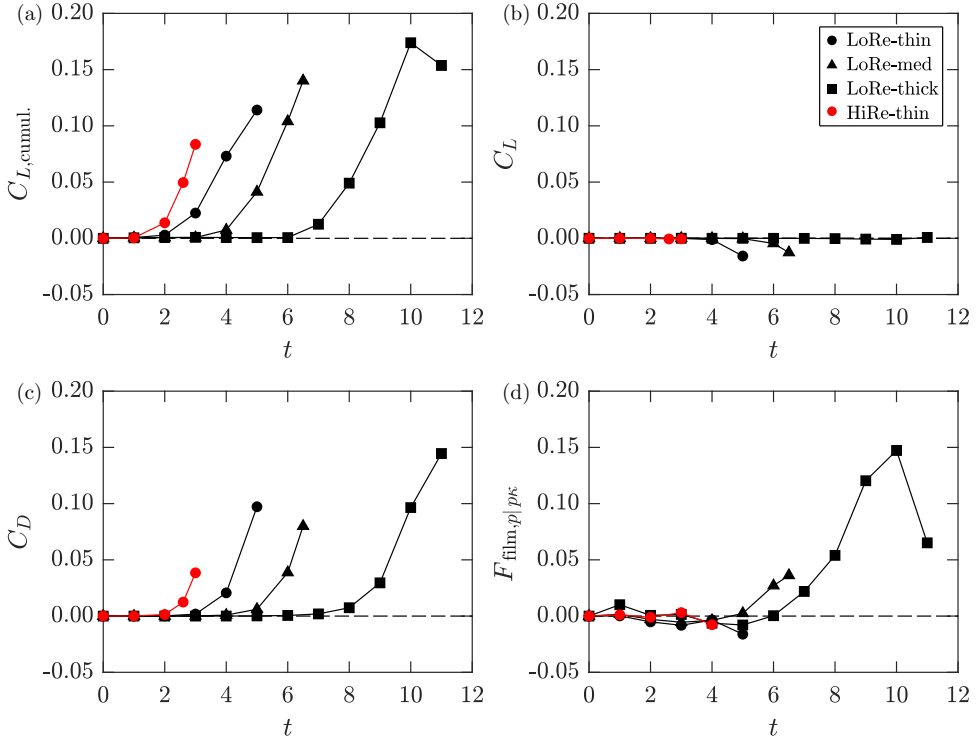 (a)
0.20
0.15
0.10
0.05
0.00
-0.05
C_{L,cumul.}
0 2 4 6 8 10 12
t
(b)
0.20
0.15
0.10
0.05
0.00
-0.05
C_L
0 2 4 6 8 10 12
t
LoRe-thin
LoRe-med
LoRe-thick
HiRe-thin
(c)
0.20
0.15
0.10
0.05
0.00
-0.05
C_D
0 2 4 6 8 10 12
t
(d)
0.20
0.15
0.10
0.05
0.00
-0.05
F_{film,p|pκ}
0 2 4 6 8 10 12
t